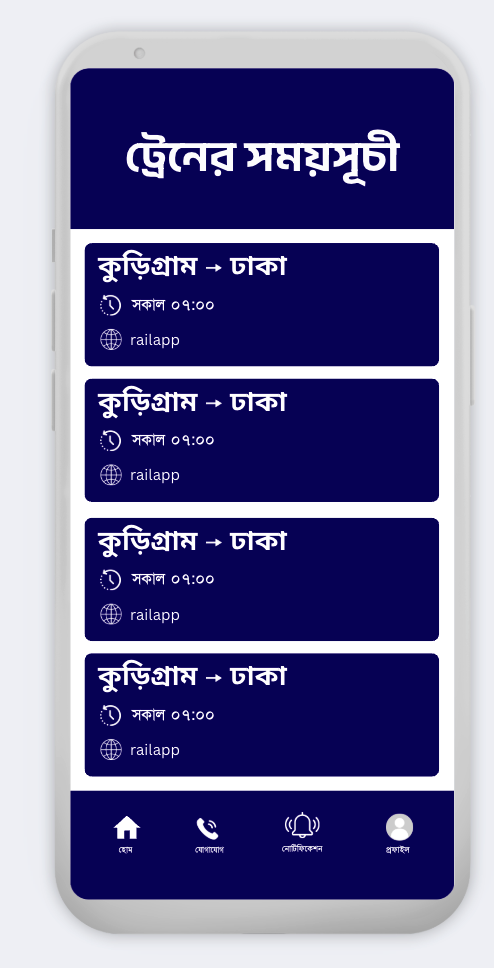 ট্রেনের সময়সূচী
কুড়িগ্রাম → ঢাকা
সকাল ০৭:০০
railapp
কুড়িগ্রাম → ঢাকা
সকাল ০৭:০০
railapp
কুড়িগ্রাম → ঢাকা
সকাল ০৭:০০
railapp
কুড়িগ্রাম → ঢাকা
সকাল ০৭:০০
railapp
হোম যোগাযোগ নোটিফিকেশন প্রফাইল